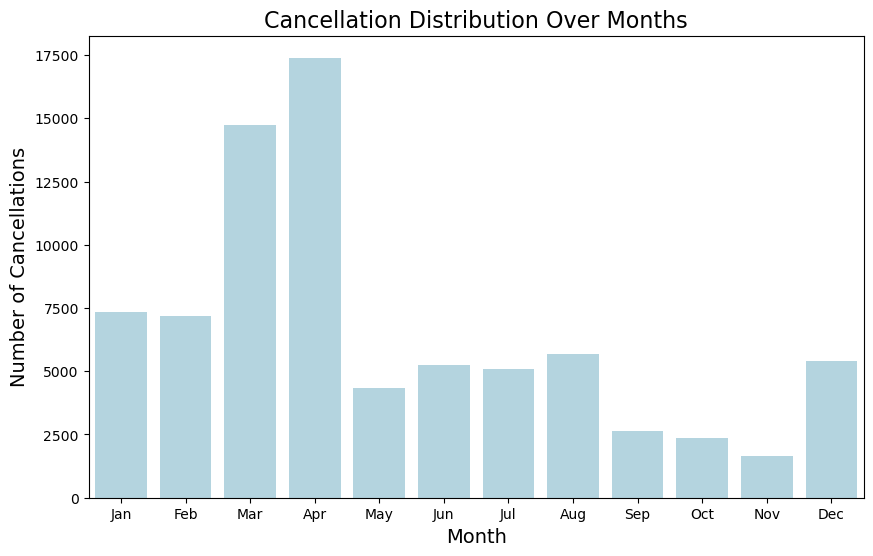 Cancellation Distribution Over Months
Number of Cancellations
17500
15000
12500
10000
7500
5000
2500
0
Jan Feb Mar Apr May Jun Jul Aug Sep Oct Nov Dec
Month